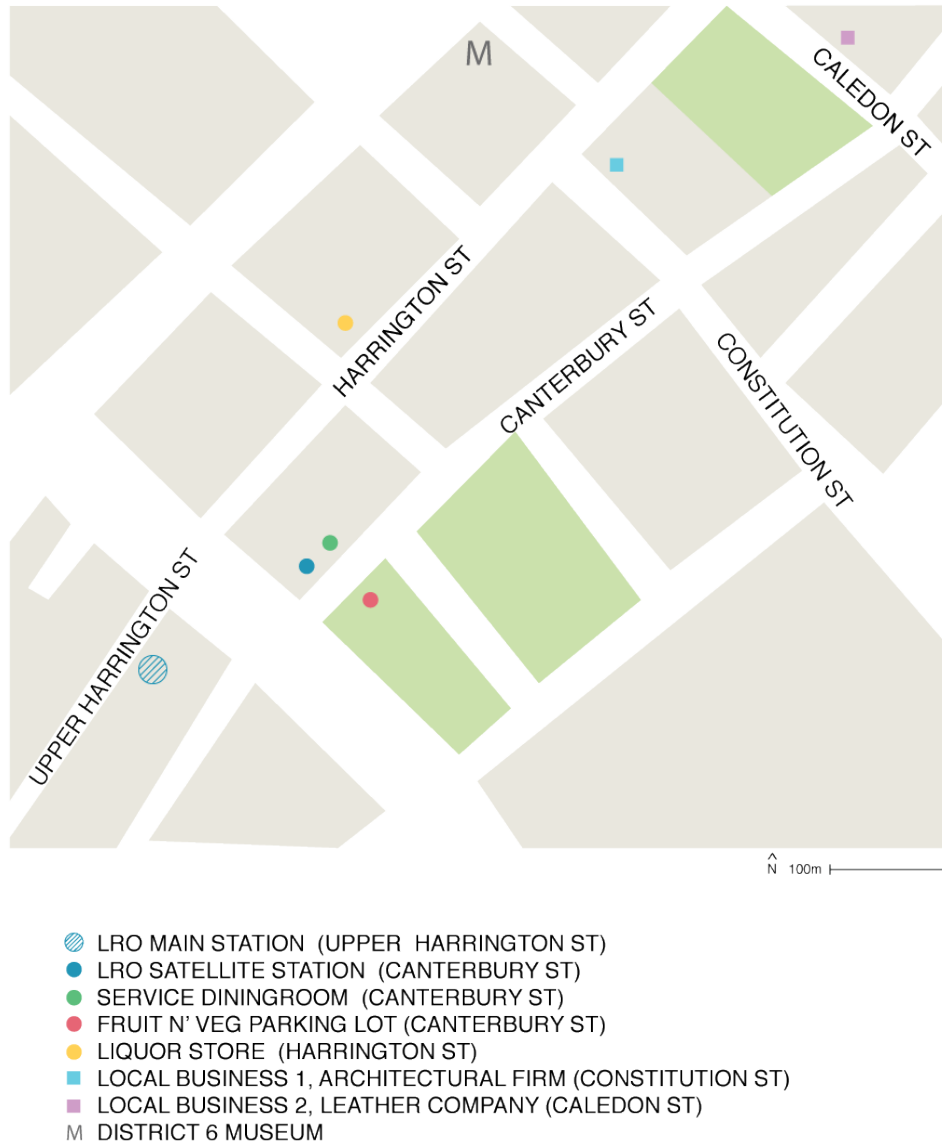 M
CALEDON ST
HARRINGTON ST
CANTERBURY ST
CONSTITUTION ST
UPPER HARRINGTON ST
^
N 100m
LRO MAIN STATION (UPPER HARRINGTON ST)
LRO SATELLITE STATION (CANTERBURY ST)
SERVICE DININGROOM (CANTERBURY ST)
FRUIT N' VEG PARKING LOT (CANTERBURY ST)
LIQUOR STORE (HARRINGTON ST)
LOCAL BUSINESS 1, ARCHITECTURAL FIRM (CONSTITUTION ST)
LOCAL BUSINESS 2, LEATHER COMPANY (CALEDON ST)
M DISTRICT 6 MUSEUM